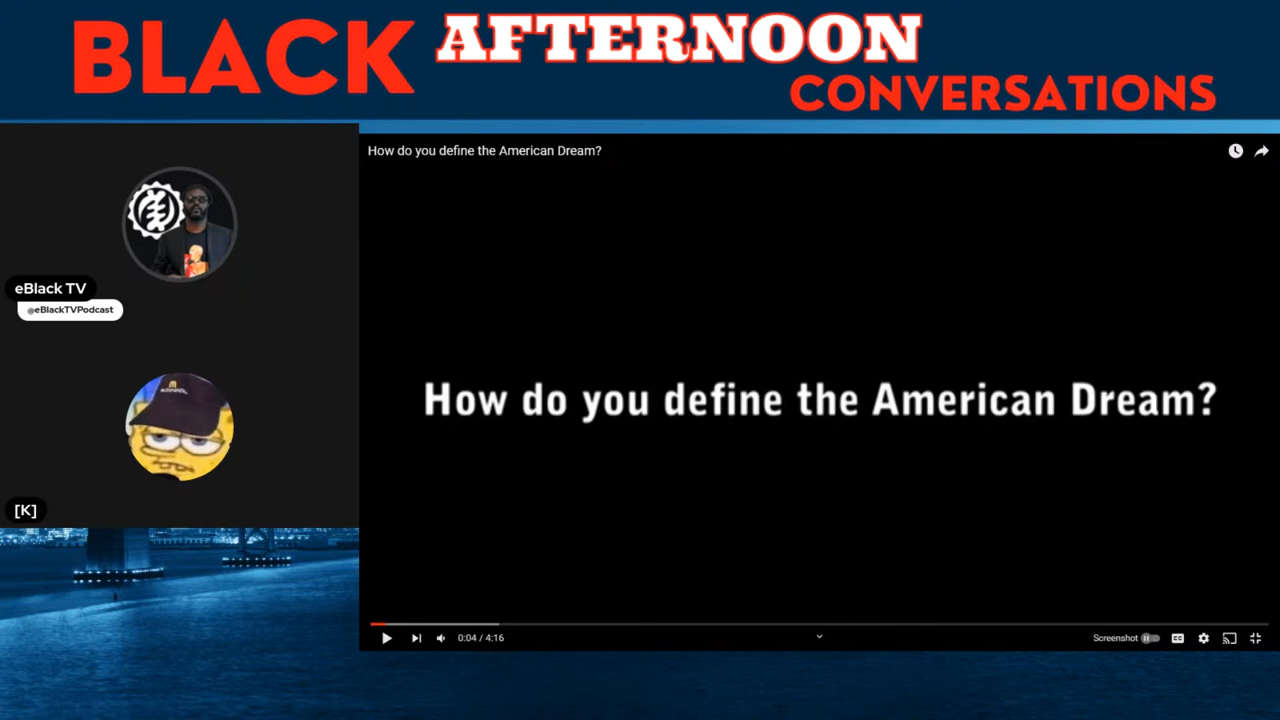 BLACK AFTERNOON
CONVERSATIONS
How do you define the American Dream?
eBlack TV
@eBlackTVPodcast
[K]
How do you define the American Dream?
0:04 / 4:16
Screenshot
CC